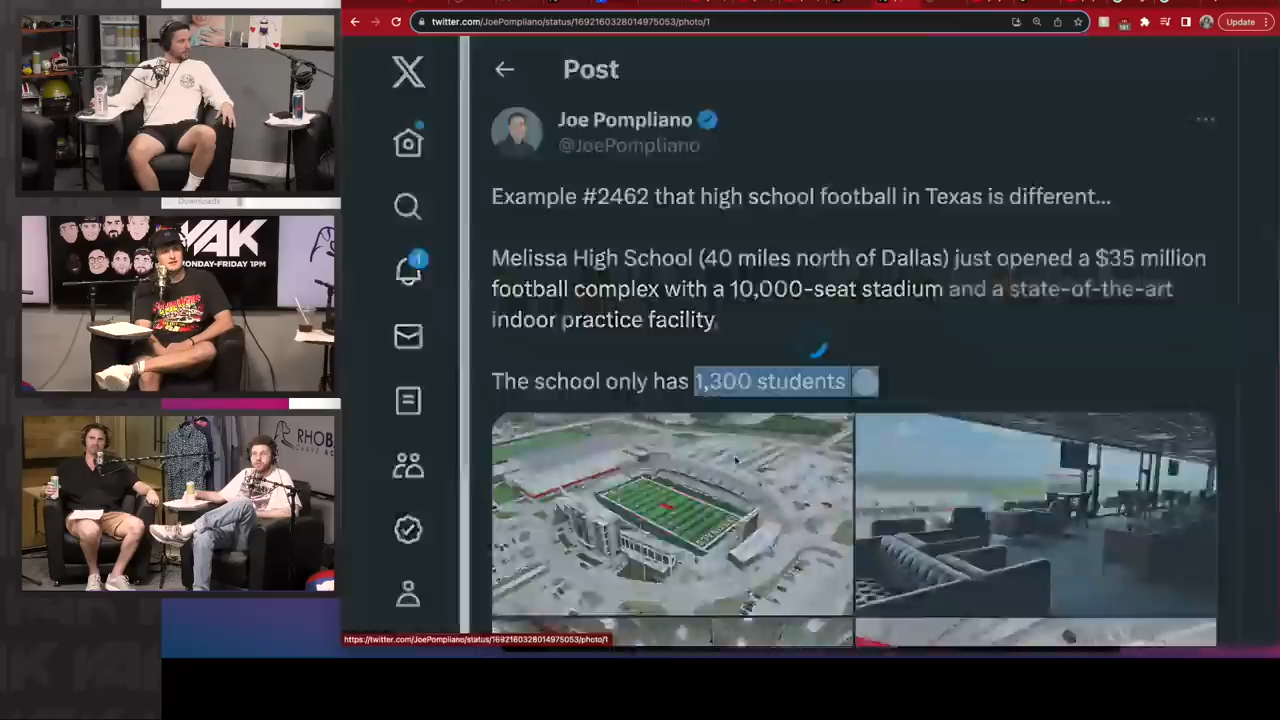 twitter.com/JoePompliano/status/1692160328014975053/photo/1
Update
Post
Joe Pompliano
@JoePompliano
Example #2462 that high school football in Texas is different...
Melissa High School (40 miles north of Dallas) just opened a $35 million
football complex with a 10,000-seat stadium and a state-of-the-art
indoor practice facility.
The school only has 1,300 students
1
https://twitter.com/JoePompliano/status/1692160328014975053/photo/1
Downloads
YAK
MONDAY-FRIDAY 1PM
RHOB